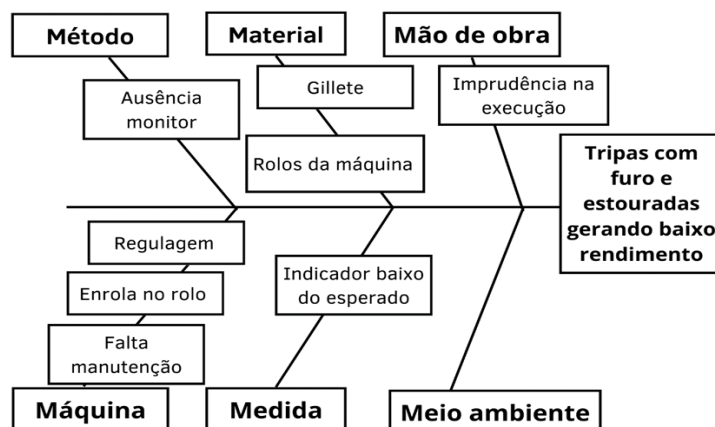 Método
Material
Mão de obra
Ausência
monitor
Gillete
Imprudência na
execução
Rolos da máquina
Tripas com
furo e
estouradas
gerando baixo
rendimento
Regulagem
Enrola no rolo
Falta
manutenção
Indicador baixo
do esperado
Máquina
Medida
Meio ambiente